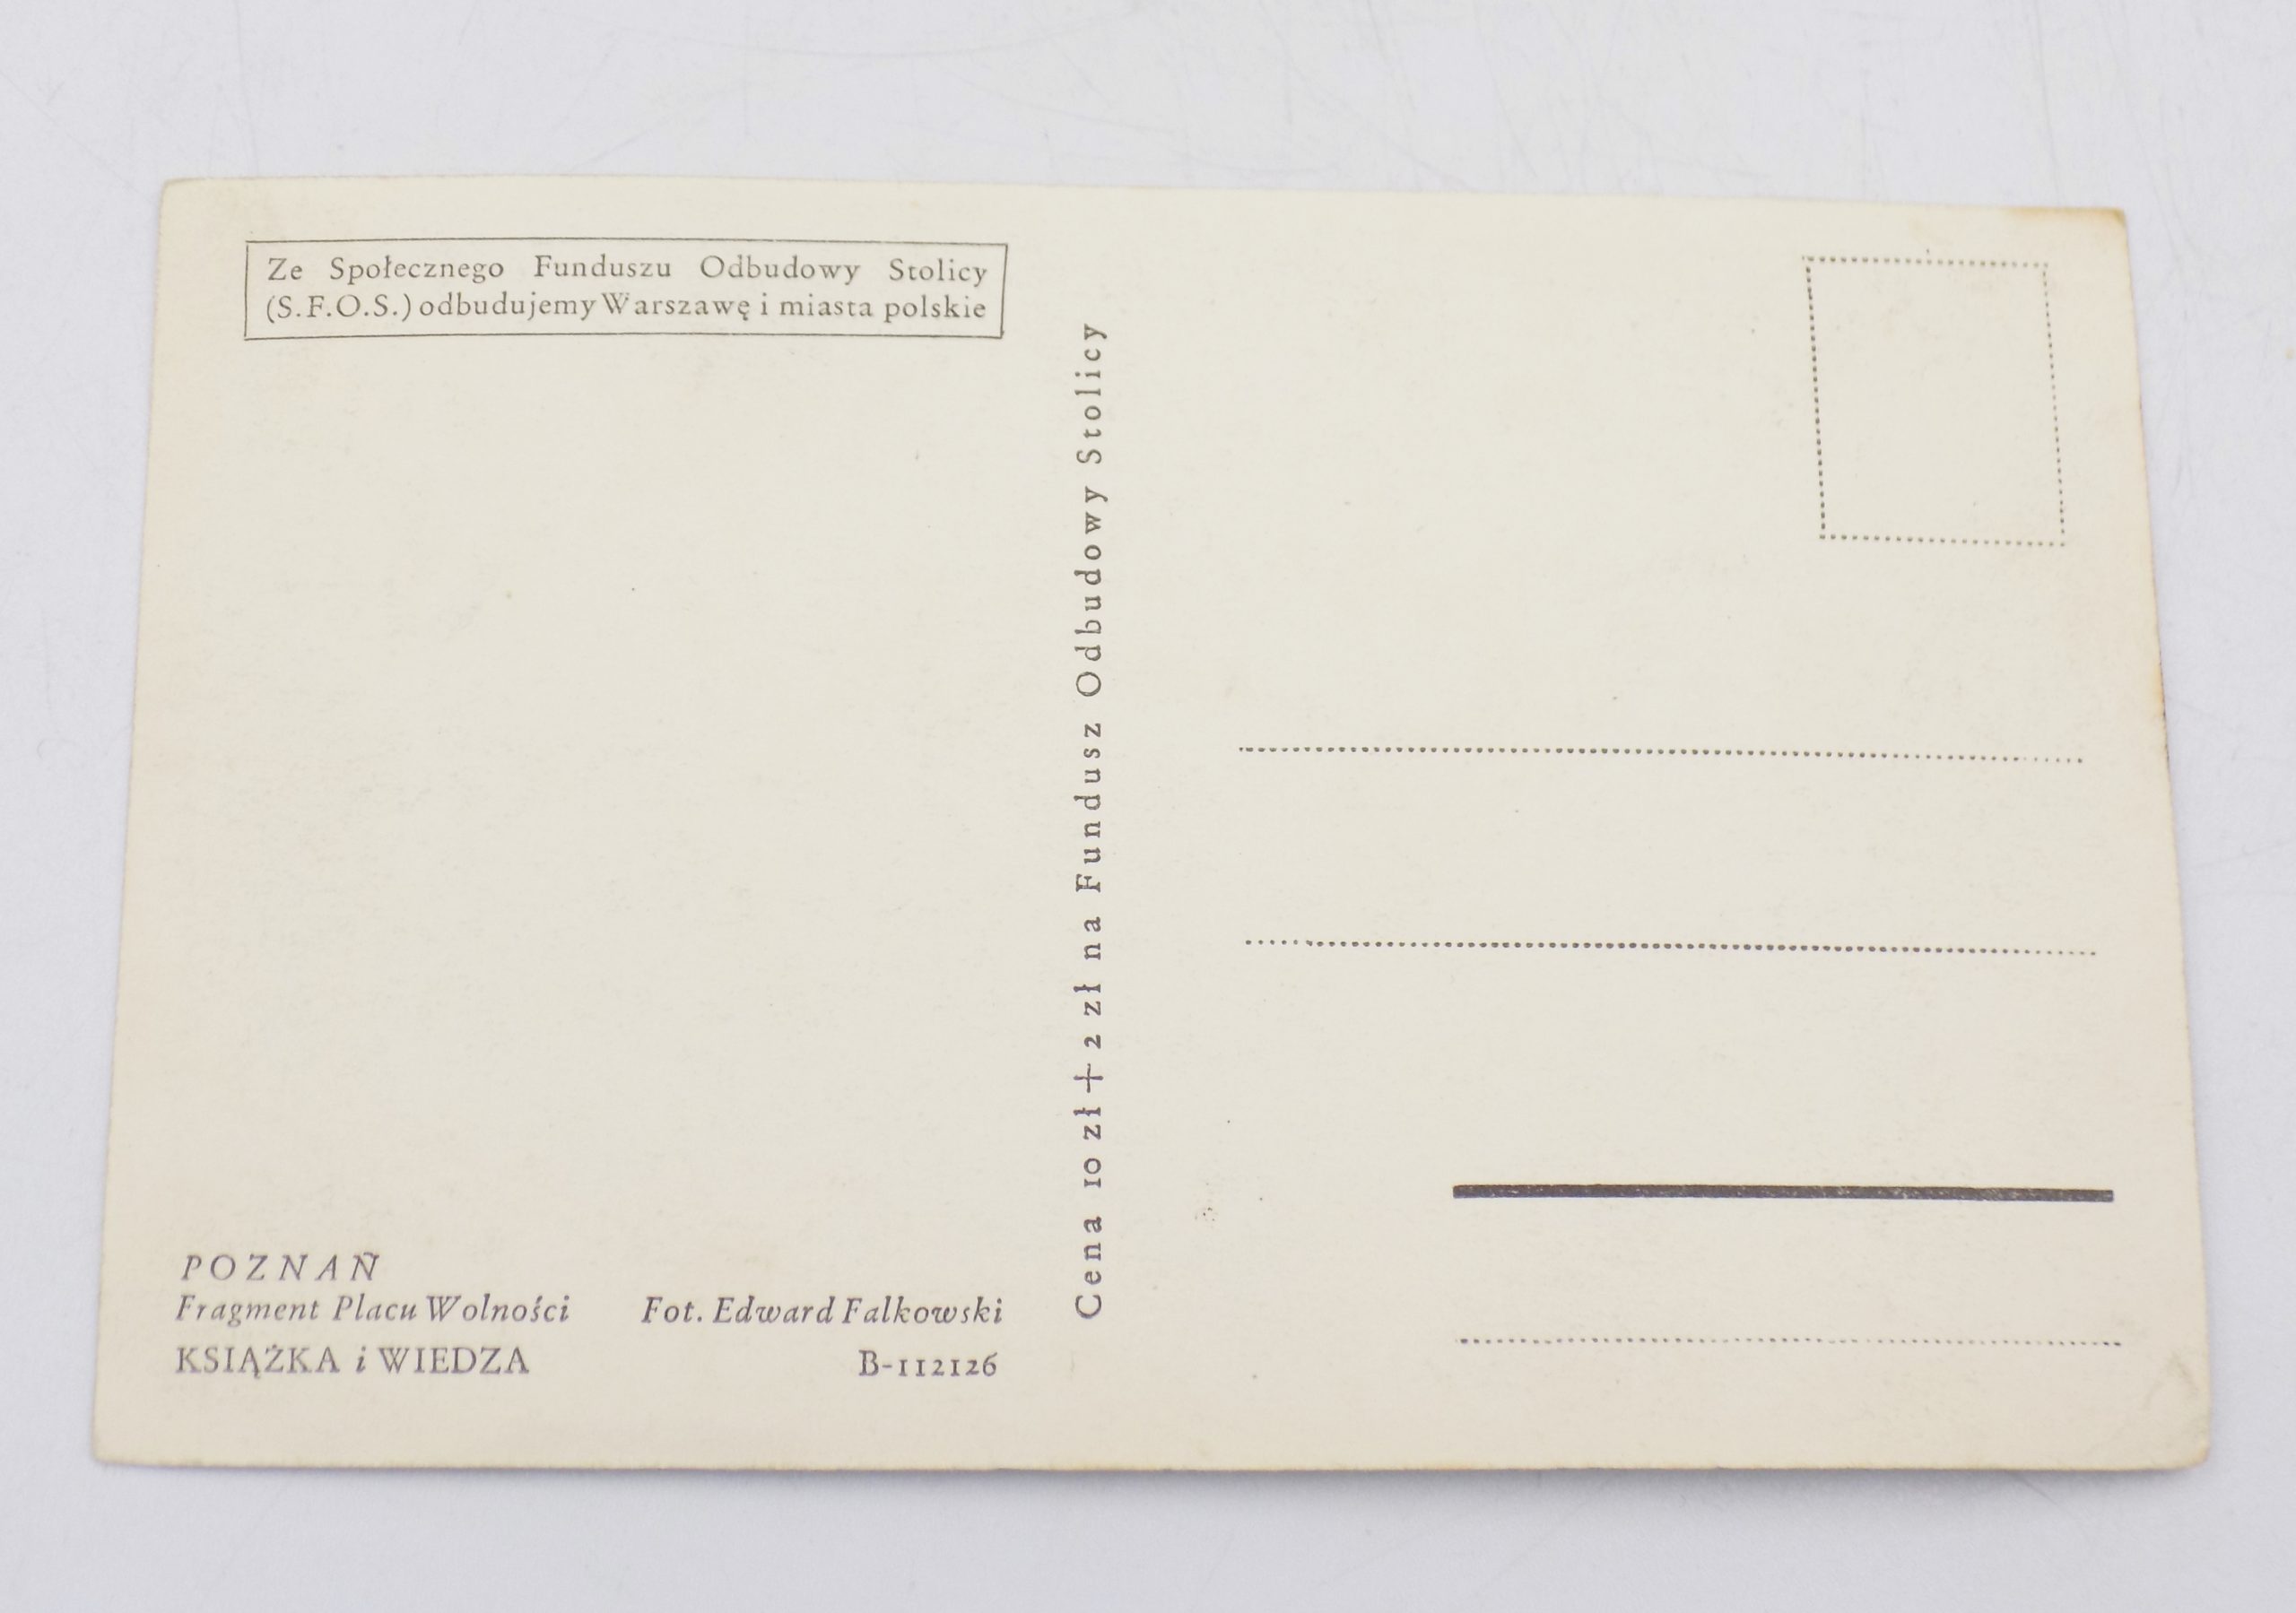 Ze Społecznego Funduszu Odbudowy Stolicy
(S.F.O.S.) odbudujemy Warszawę i miasta polskie
Cena 10 zł + 2 zł na Fundusz Odbudowy Stolicy
POZNAŃ
Fragment Placu Wolności Fot. Edward Falkowski
KSIĄŻKA i WIEDZA B-112126